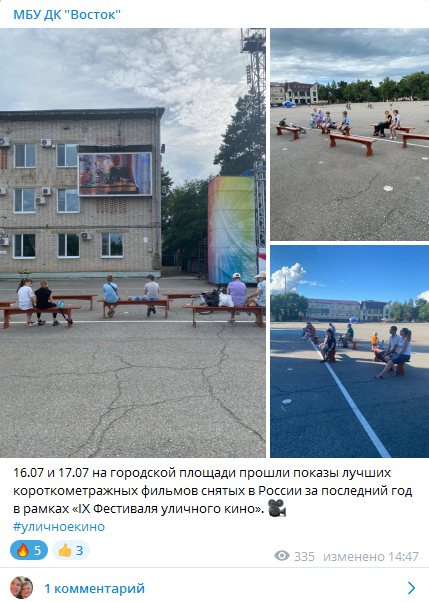 МБУ ДК "Восток"
16.07 и 17.07 на городской площади прошли показы лучших
короткометражных фильмов снятых в России за последний год
в рамках «IX Фестиваля уличного кино». 🎥
#уличноекино
🔥 5 👍 3
335 изменено 14:47
1 комментарий